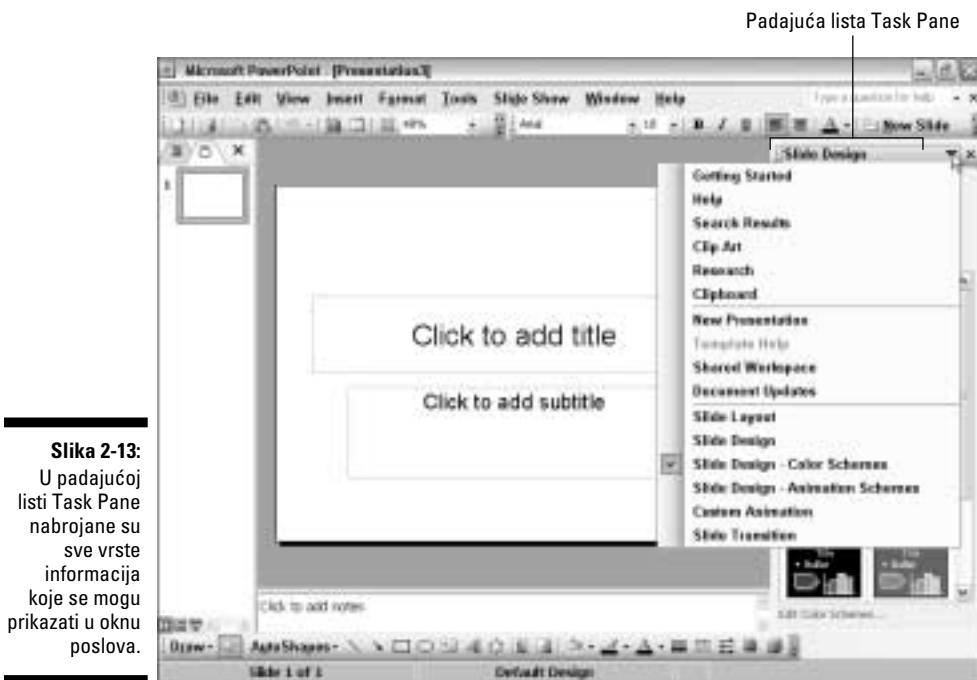 Padajuća lista Task Pane
Microsoft PowerPoint - [Presentation3]
File Edit View Insert Format Tools Slide Show Window Help
Type a question for help
Arial
18
New Slide
Slide Design
1
Getting Started
Help
Search Results
Clip Art
Research
Clipboard
New Presentation
Template Help
Shared Workspace
Document Updates
Slide Layout
Slide Design
Slide Design - Color Schemes
Slide Design - Animation Schemes
Custom Animation
Slide Transition
Click to add title
Click to add subtitle
Click to add notes
Edit Color Schemes...
Draw AutoShapes
Slide 1 of 1
Default Design
Slika 2-13:
U padajućoj
listi Task Pane
nabrojane su
sve vrste
informacija
koje se mogu
prikazati u oknu
poslova.